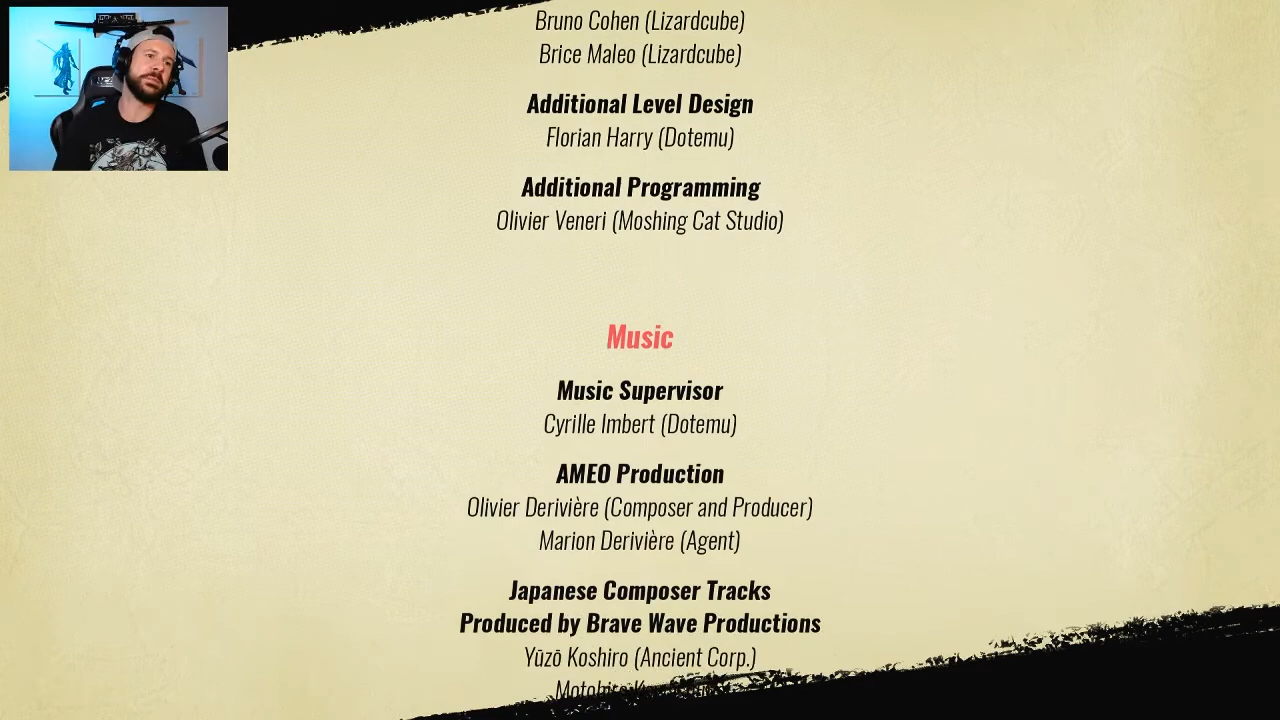 Bruno Cohen (Lizardcube)
Brice Maleo (Lizardcube)
Additional Level Design
Florian Harry (Dotemu)
Additional Programming
Olivier Veneri (Moshing Cat Studio)
Music
Music Supervisor
Cyrille Imbert (Dotemu)
AMEO Production
Olivier Derivière (Composer and Producer)
Marion Derivière (Agent)
Japanese Composer Tracks
Produced by Brave Wave Productions
Yūzō Koshiro (Ancient Corp.)